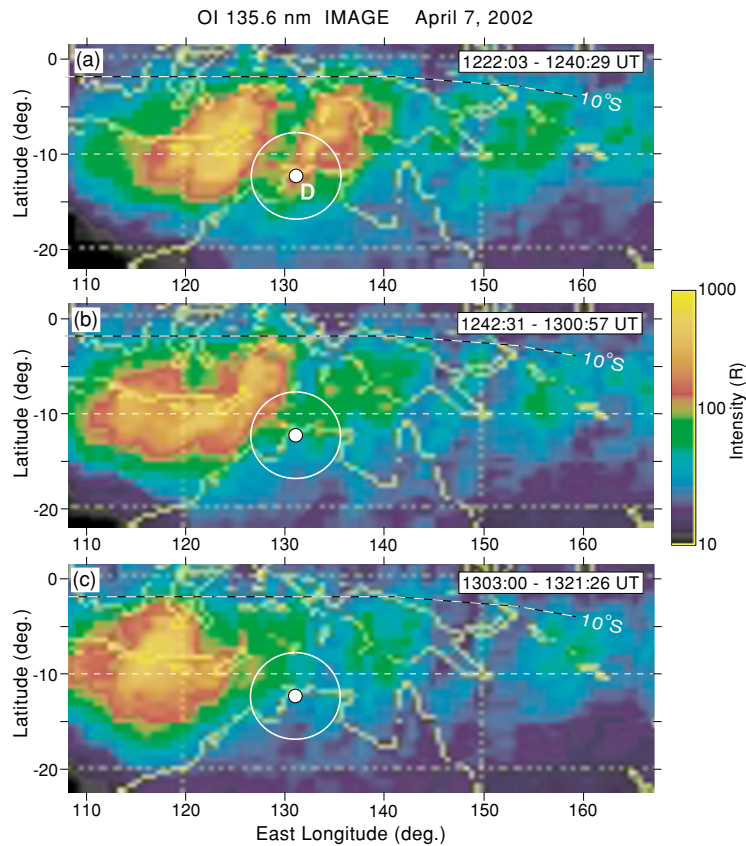 OI 135.6 nm IMAGE April 7, 2002
(a)
1222:03 - 1240:29 UT
10°S
D
0
-10
-20
Latitude (deg.)
110 120 130 140 150 160
(b)
1242:31 - 1300:57 UT
10°S
0
-10
-20
Latitude (deg.)
110 120 130 140 150 160
1000
100
10
Intensity (R)
(c)
1303:00 - 1321:26 UT
10°S
0
-10
-20
Latitude (deg.)
110 120 130 140 150 160
East Longitude (deg.)